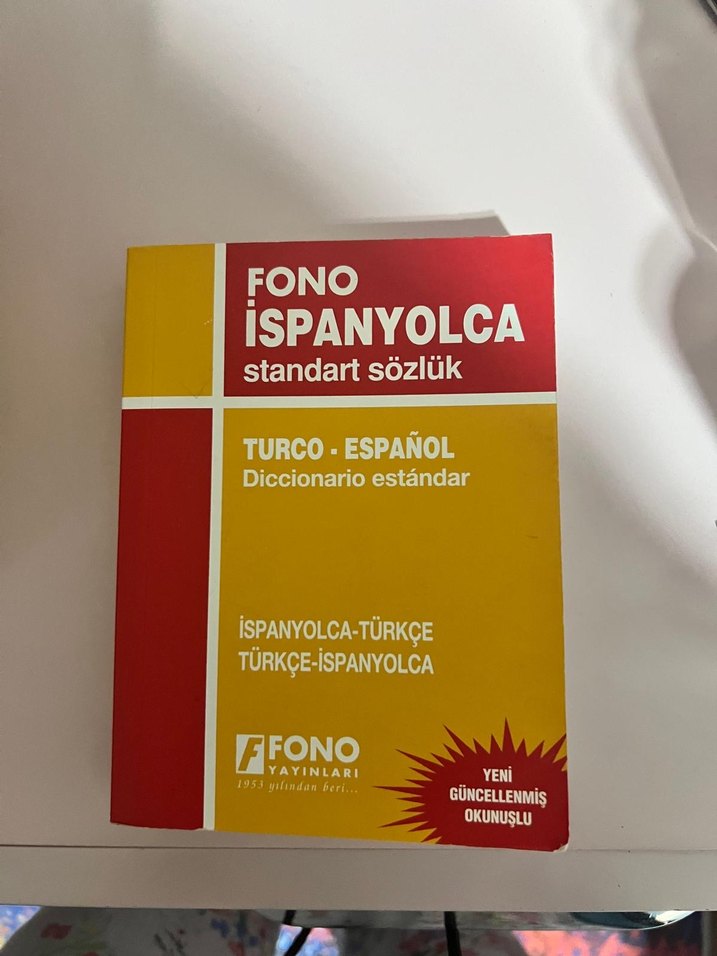 FONO
İSPANYOLCA
standart sözlük
TURCO - ESPAÑOL
Diccionario estándar
İSPANYOLCA-TÜRKÇE
TÜRKÇE-İSPANYOLCA
FONO
YAYINLARI
1953 yılından beri...
YENİ
GÜNCELLENMİŞ
OKUNUŞLU